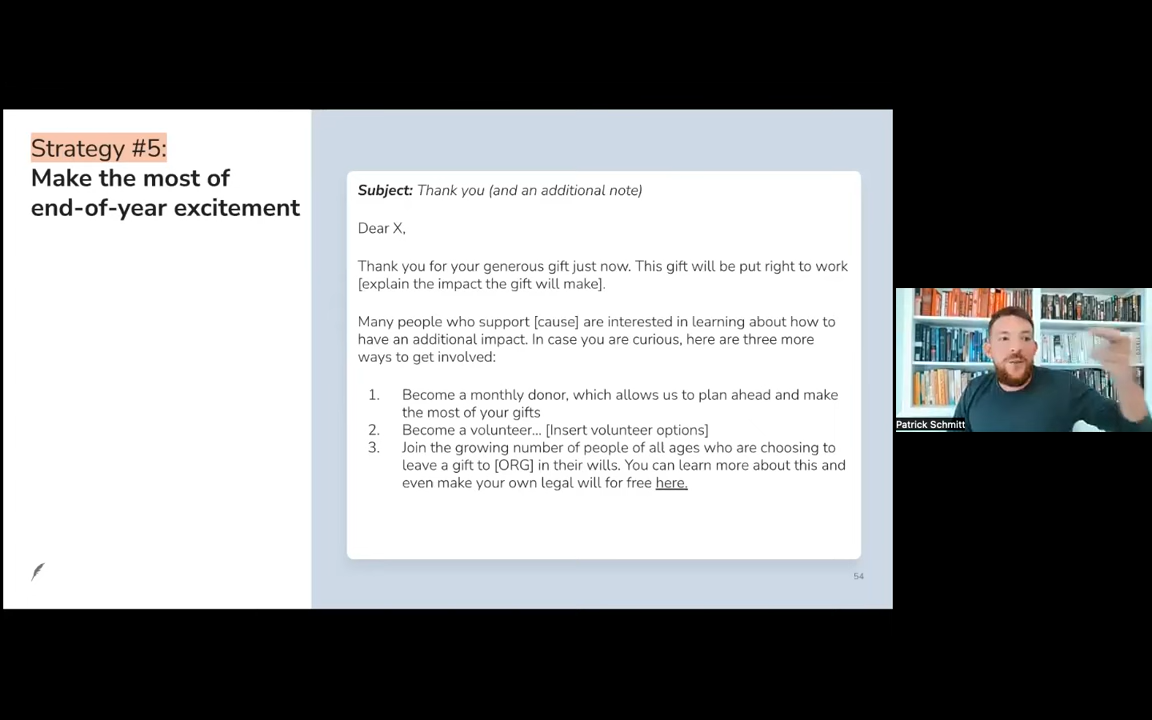 Strategy #5:
Make the most of
end-of-year excitement
Subject: Thank you (and an additional note)
Dear X,
Thank you for your generous gift just now. This gift will be put right to work
[explain the impact the gift will make].
Many people who support [cause] are interested in learning about how to
have an additional impact. In case you are curious, here are three more
ways to get involved:
1. Become a monthly donor, which allows us to plan ahead and make
the most of your gifts
2. Become a volunteer... [Insert volunteer options]
3. Join the growing number of people of all ages who are choosing to
leave a gift to [ORG] in their wills. You can learn more about this and
even make your own legal will for free here.
54
Patrick Schmitt